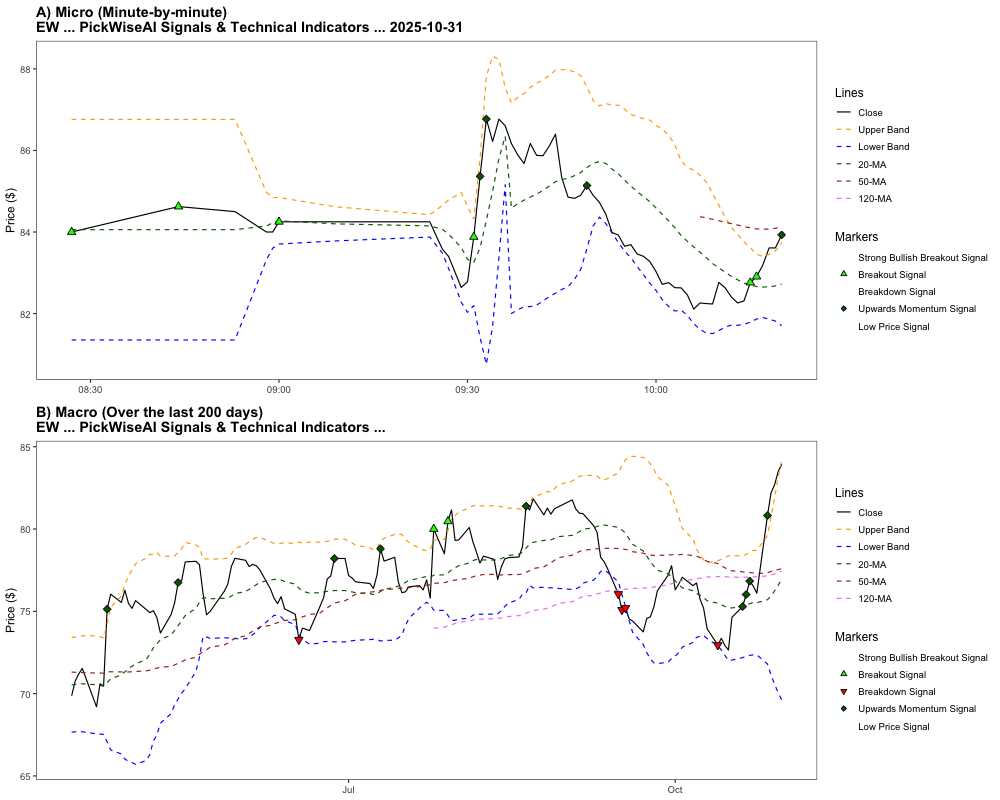 A) Micro (Minute-by-minute)
EW ... PickWiseAI Signals & Technical Indicators ... 2025-10-31
Price ($)
88
86
84
82
08:30
09:00
09:30
10:00
Lines
Close
Upper Band
Lower Band
20-MA
50-MA
120-MA
Markers
Strong Bullish Breakout Signal
Breakout Signal
Breakdown Signal
Upwards Momentum Signal
Low Price Signal
B) Macro (Over the last 200 days)
EW ... PickWiseAI Signals & Technical Indicators ...
Price ($)
85
80
75
70
65
Jul
Oct
Lines
Close
Upper Band
Lower Band
20-MA
50-MA
120-MA
Markers
Strong Bullish Breakout Signal
Breakout Signal
Breakdown Signal
Upwards Momentum Signal
Low Price Signal